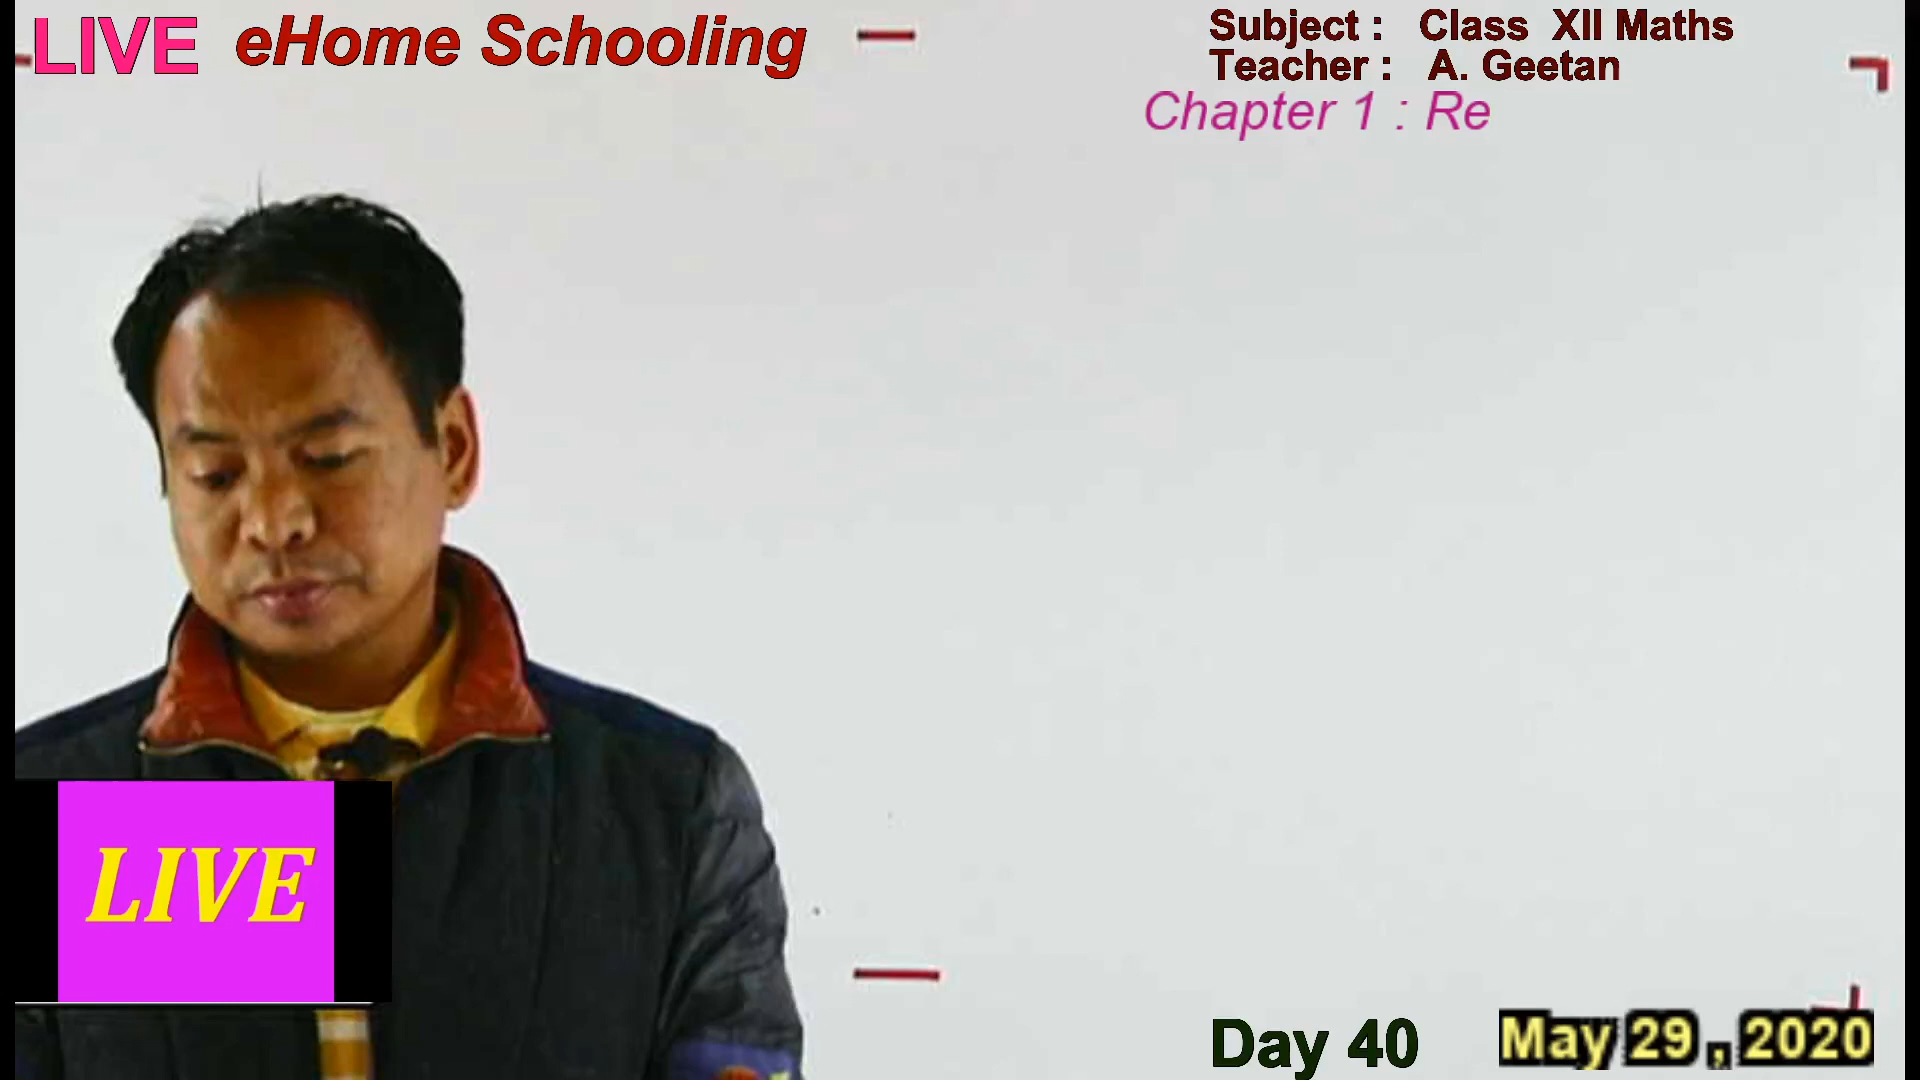 LIVE eHome Schooling
Subject : Class XII Maths
Teacher : A. Geetan
Chapter 1 : Re
LIVE
Day 40 May 29 , 2020